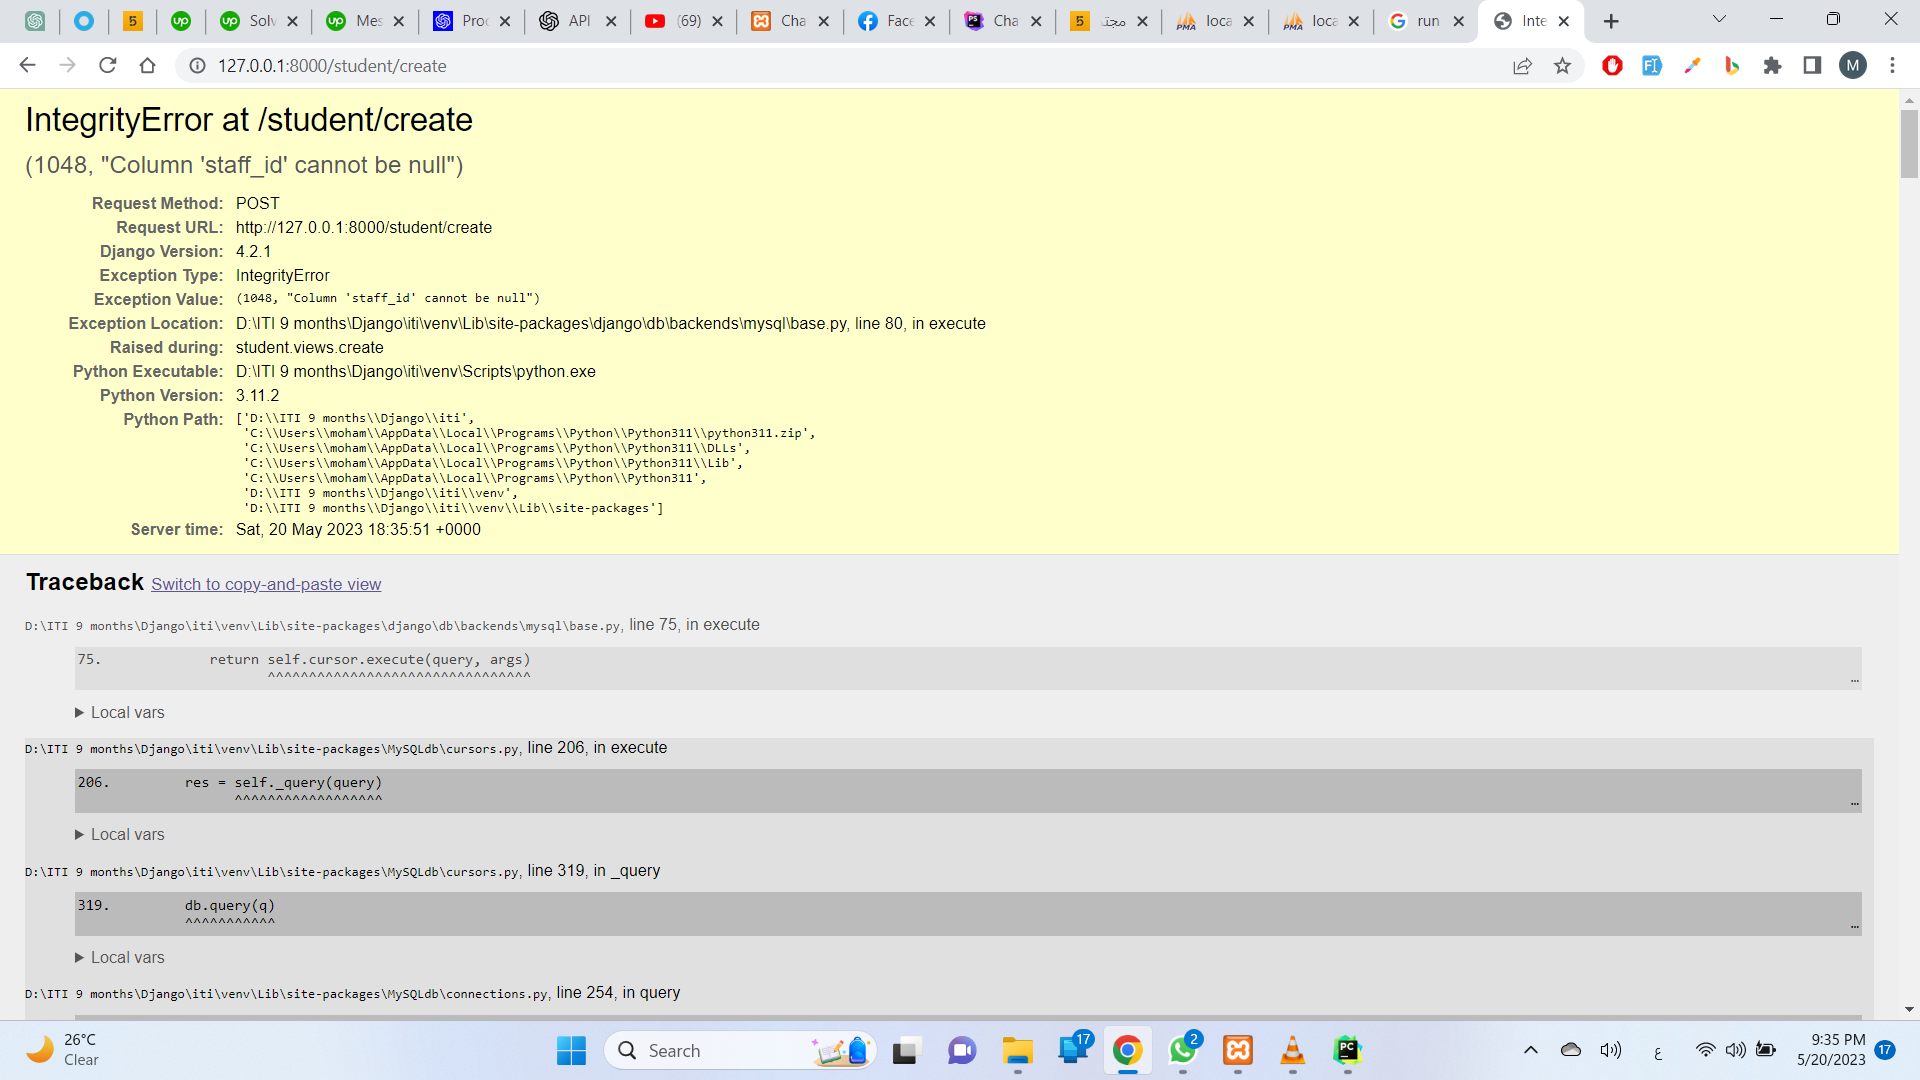 5
up
up Solv
up Mes
Proc
API
(69)
Cha
Face
PS Cha
5 مجتـ
PMA loca
PMA loca
run
Inte
127.0.0.1:8000/student/create
M
IntegrityError at /student/create
(1048, "Column 'staff_id' cannot be null")
Request Method: POST
Request URL: http://127.0.0.1:8000/student/create
Django Version: 4.2.1
Exception Type: IntegrityError
Exception Value: (1048, "Column 'staff_id' cannot be null")
Exception Location: D:\ITI 9 months\Django\iti\venv\Lib\site-packages\django\db\backends\mysql\base.py, line 80, in execute
Raised during: student.views.create
Python Executable: D:\ITI 9 months\Django\iti\venv\Scripts\python.exe
Python Version: 3.11.2
Python Path: ['D:\\ITI 9 months\\Django\\iti',
'C:\\Users\\moham\\AppData\\Local\\Programs\\Python\\Python311\\python311.zip',
'C:\\Users\\moham\\AppData\\Local\\Programs\\Python\\Python311\\DLLs',
'C:\\Users\\moham\\AppData\\Local\\Programs\\Python\\Python311\\Lib',
'C:\\Users\\moham\\AppData\\Local\\Programs\\Python\\Python311',
'D:\\ITI 9 months\\Django\\iti\\venv',
'D:\\ITI 9 months\\Django\\iti\\venv\\Lib\\site-packages']
Server time: Sat, 20 May 2023 18:35:51 +0000
Traceback Switch to copy-and-paste view
D:\ITI 9 months\Django\iti\venv\Lib\site-packages\django\db\backends\mysql\base.py, line 75, in execute
75. return self.cursor.execute(query, args)
^^^^^^^^^^^^^^^^^^^^^^^^^^^^^^^^
…
Local vars
D:\ITI 9 months\Django\iti\venv\Lib\site-packages\MySQLdb\cursors.py, line 206, in execute
206. res = self._query(query)
^^^^^^^^^^^^^^^^^^
…
Local vars
D:\ITI 9 months\Django\iti\venv\Lib\site-packages\MySQLdb\cursors.py, line 319, in _query
319. db.query(q)
^^^^^^^^^^^
…
Local vars
D:\ITI 9 months\Django\iti\venv\Lib\site-packages\MySQLdb\connections.py, line 254, in query
26°C
Clear
Search
17
2
PC
ع
9:35 PM
5/20/2023
17